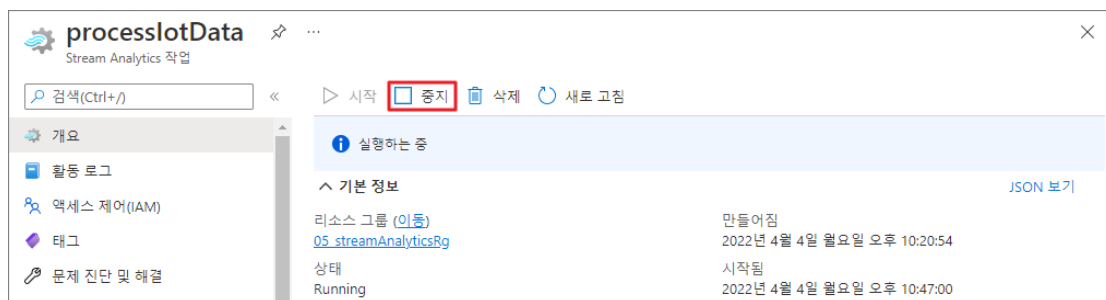 processIotData
Stream Analytics 작업
검색(Ctrl+/)
시작 중지 삭제 새로 고침
개요
실행하는 중
활동 로그
기본 정보 JSON 보기
액세스 제어(IAM)
리소스 그룹 (이동) 만들어짐
태그
05_streamAnalyticsRg 2022년 4월 4일 월요일 오후 10:20:54
상태 시작됨
문제 진단 및 해결
Running 2022년 4월 4일 월요일 오후 10:47:00